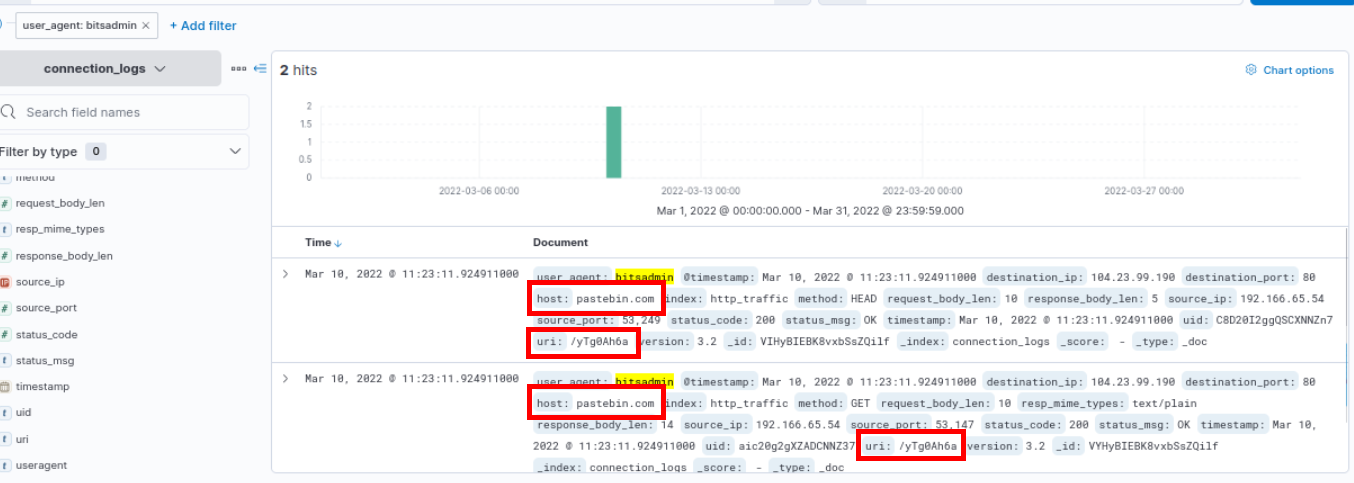 user_agent: bitsadmin ×
+ Add filter
connection_logs
2 hits
Chart options
Search field names
Filter by type 0
method
request_body_len
resp_mime_types
response_body_len
source_ip
source_port
status_code
status_msg
timestamp
uid
uri
useragent
2
1.5
1
0.5
0
2022-03-06 00:00
2022-03-13 00:00
2022-03-20 00:00
2022-03-27 00:00
Mar 1, 2022 @ 00:00:00.000 - Mar 31, 2022 @ 23:59:59.000
Time ↓ Document
Mar 10, 2022 @ 11:23:11.924911000
user_agent: bitsadmin @timestamp: Mar 10, 2022 @ 11:23:11.924911000 destination_ip: 104.23.99.190 destination_port: 80
host: pastebin.com index: http_traffic method: HEAD request_body_len: 10 response_body_len: 5 source_ip: 192.166.65.54
source_port: 53,249 status_code: 200 status_msg: OK timestamp: Mar 10, 2022 @ 11:23:11.924911000 uid: C8D20I2ggQSCXNNZn7
uri: /yTg0Ah6a version: 3.2 _id: VIHyBIEBK8vxbSsZQilf _index: connection_logs _score: - _type: _doc
Mar 10, 2022 @ 11:23:11.924911000
user_agent: bitsadmin @timestamp: Mar 10, 2022 @ 11:23:11.924911000 destination_ip: 104.23.99.190 destination_port: 80
host: pastebin.com index: http_traffic method: GET request_body_len: 10 resp_mime_types: text/plain
response_body_len: 14 source_ip: 192.166.65.54 source_port: 53,147 status_code: 200 status_msg: OK timestamp: Mar 10,
2022 @ 11:23:11.924911000 uid: aic20g2gXZADCNNZ37 uri: /yTg0Ah6a version: 3.2 _id: VYHyBIEBK8vxbSsZQilf
_index: connection_logs _score: - _type: _doc